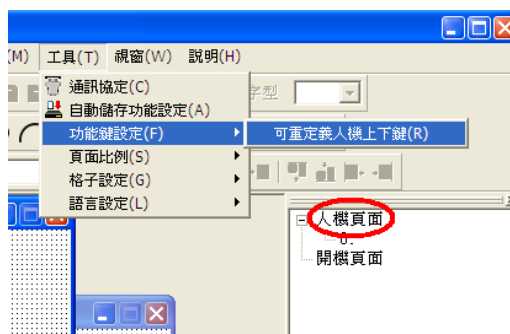 (M) 工具(T) 視窗(W) 說明(H)
通訊協定(C)
字型
自動儲存功能設定(A)
功能鍵設定(F)
可重定義人機上下鍵(R)
頁面比例(S)
格子設定(G)
語言設定(L)
人機頁面
0.
開機頁面